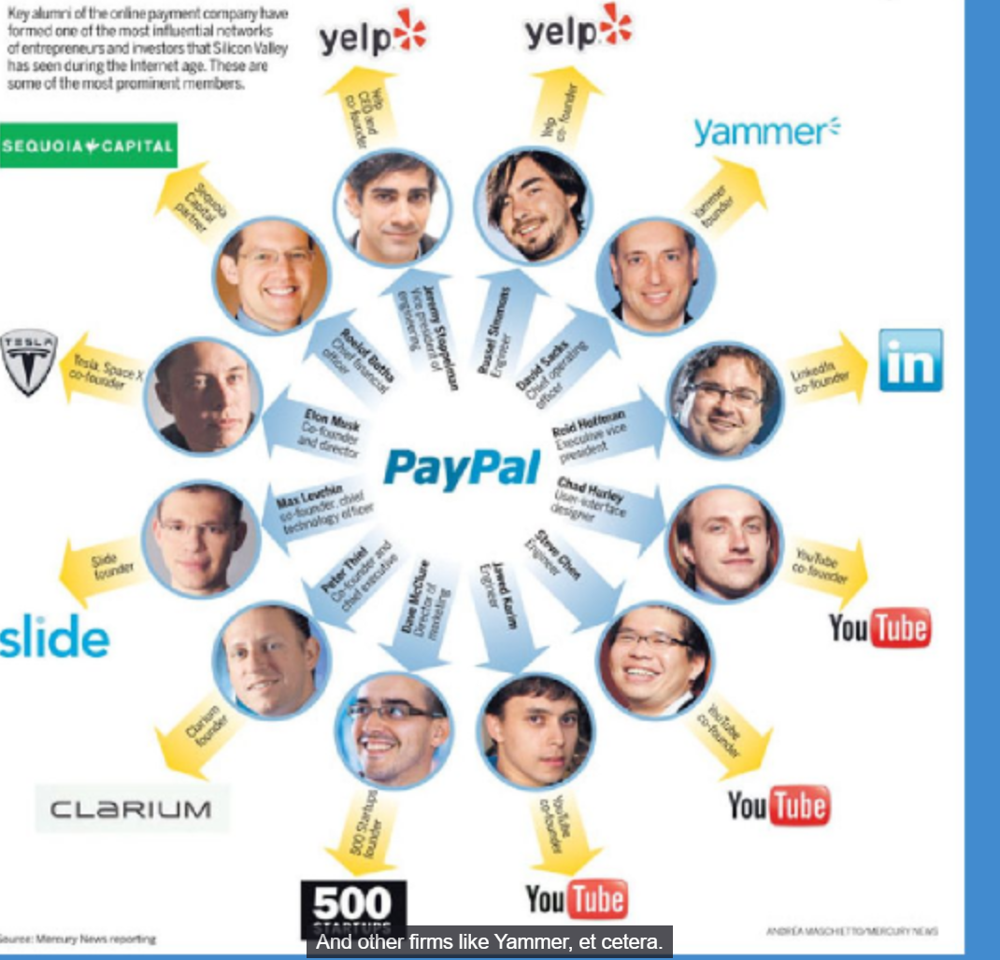 Key alumni of the online payment company have
formed one of the most influential networks
of entrepreneurs and investors that Silicon Valley
has seen during the Internet age. These are
some of the most prominent members.
yelp
yelp
yammer
SEQUOIA CAPITAL
Yelp
CEO and
co-founder
Yelp
co-founder
Sequoia
Capital
partner
Yammer
founder
TESLA
Tesla, Space X
co-founder
LinkedIn
co-founder
in
Roelof Botha
Chief financial
officer
Jeremy Stoppelman
Vice president of
engineering
Russel Simmons
Engineer
David Sacks
Chief operating
officer
Elon Musk
Co-founder
and director
Reid Hoffman
Executive vice
president
PayPal
Max Levchin
co-founder, chief
technology officer
Chad Hurley
User-interface
designer
Peter Thiel
Co-founder and
chief executive
Dave McClure
Director of
marketing
Jawed Karim
Engineer
Steve Chen
Engineer
Slide
founder
YouTube
co-founder
slide
YouTube
Clarium
founder
YouTube
co-founder
CLARIUM
YouTube
500 Startups
founder
YouTube
co-founder
500
STARTUPS
YouTube
Source: Mercury News reporting
ANDREA MASCHIETTO/MERCURY NEWS
And other firms like Yammer, et cetera.